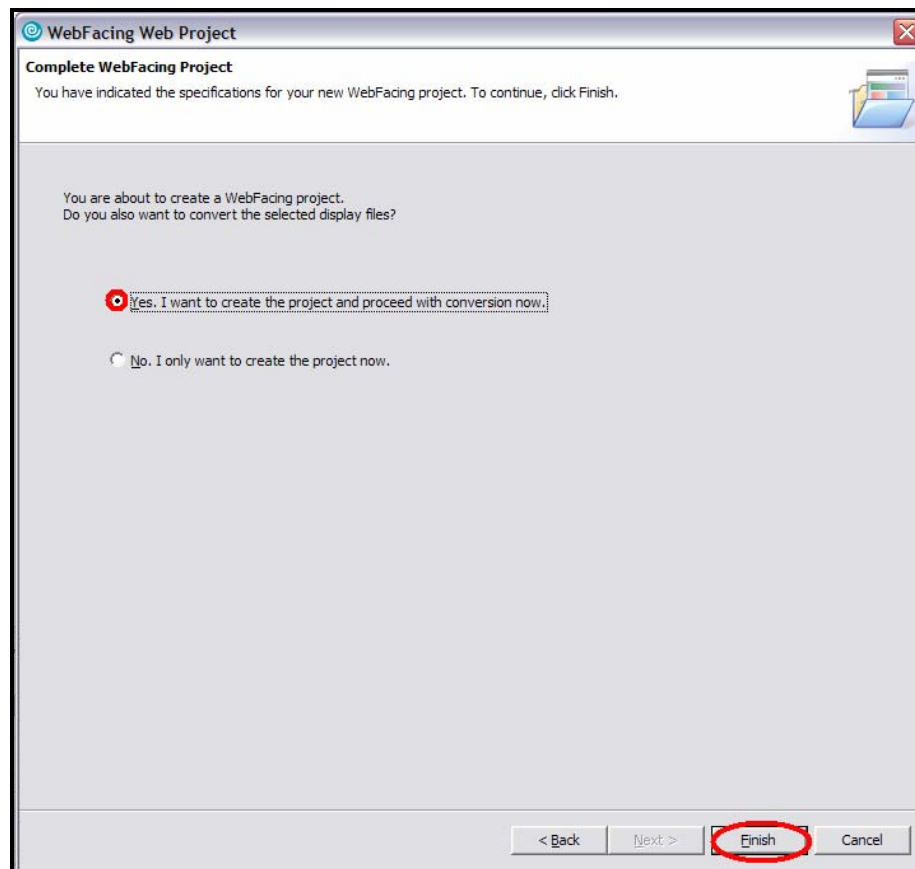 WebFacing Web Project
Complete WebFacing Project
You have indicated the specifications for your new WebFacing project. To continue, click Finish.
You are about to create a WebFacing project.
Do you also want to convert the selected display files?
Yes. I want to create the project and proceed with conversion now.
No. I only want to create the project now.
< Back Next > Finish Cancel